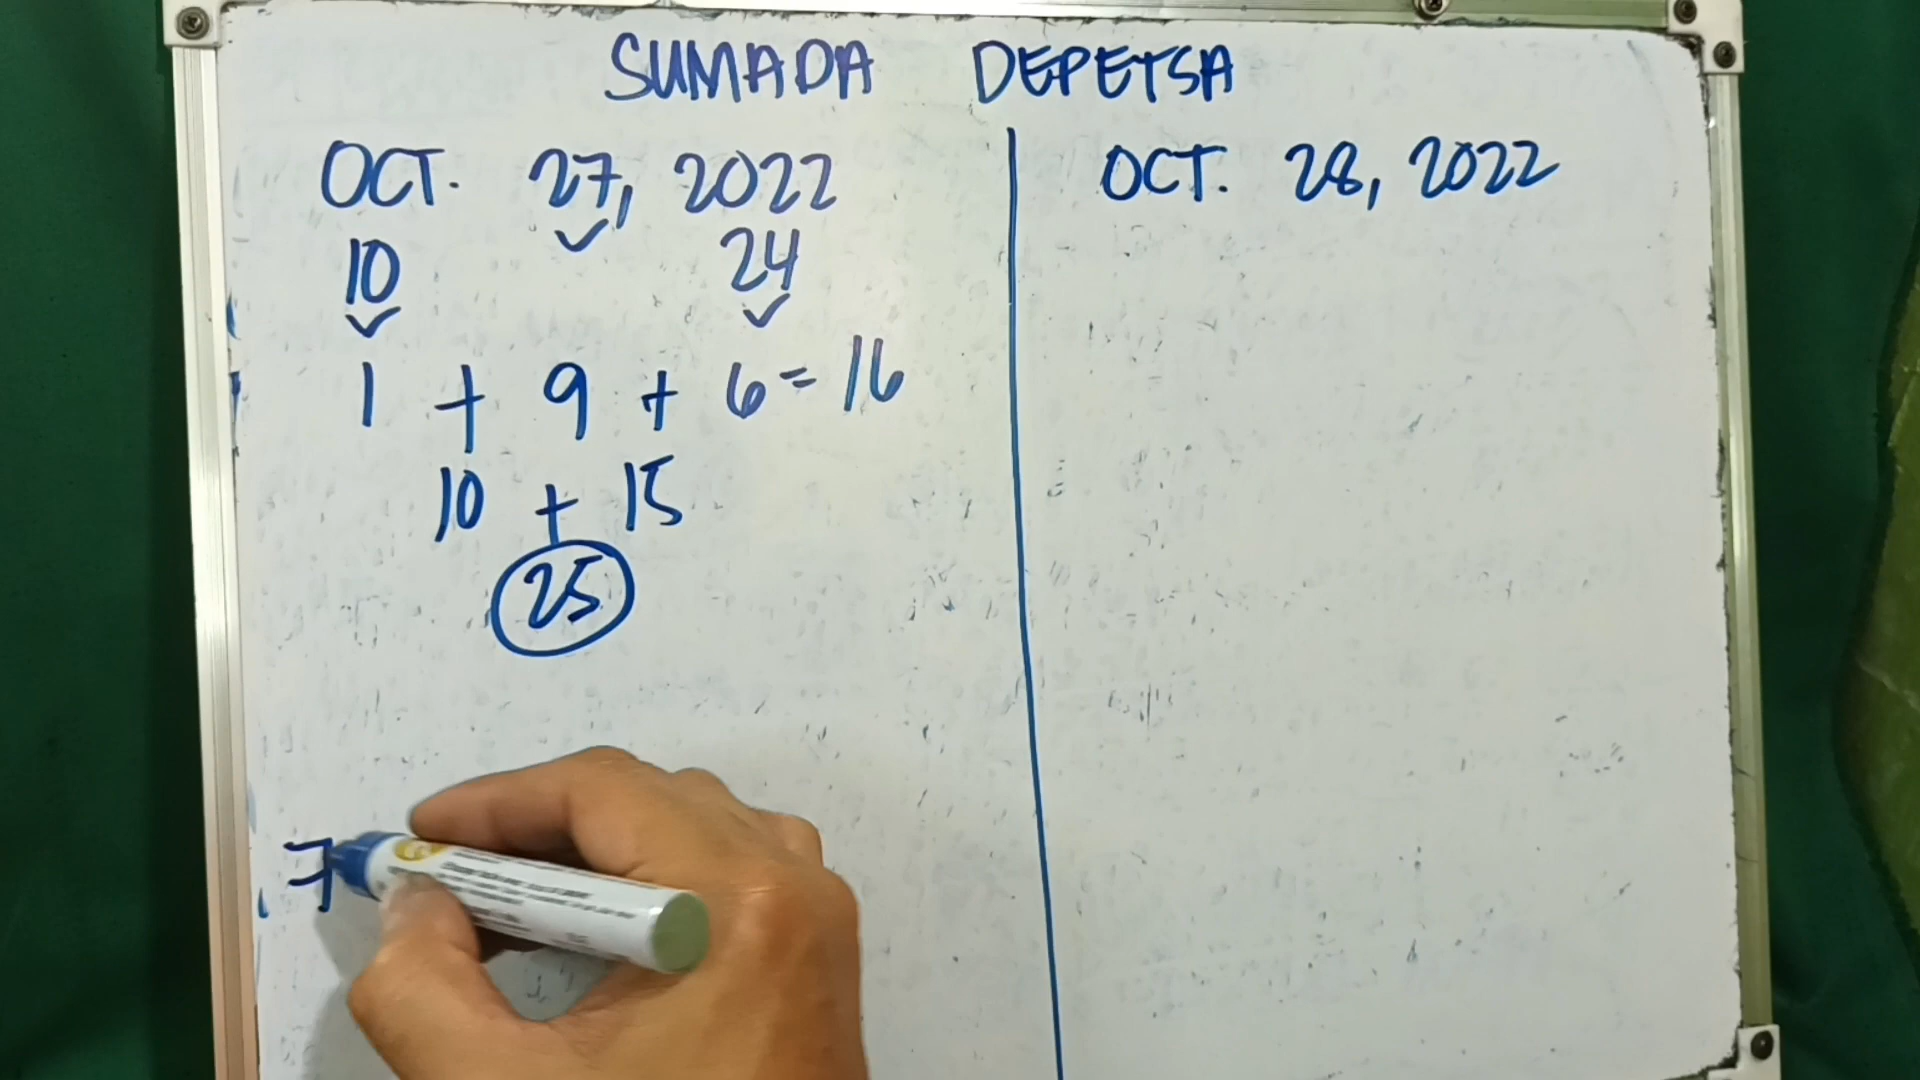 SUMADA DEPETSA
OCT. 27, 2022
10 24
1 + 9 + 6 = 16
10 + 15
25
7
OCT. 28, 2022